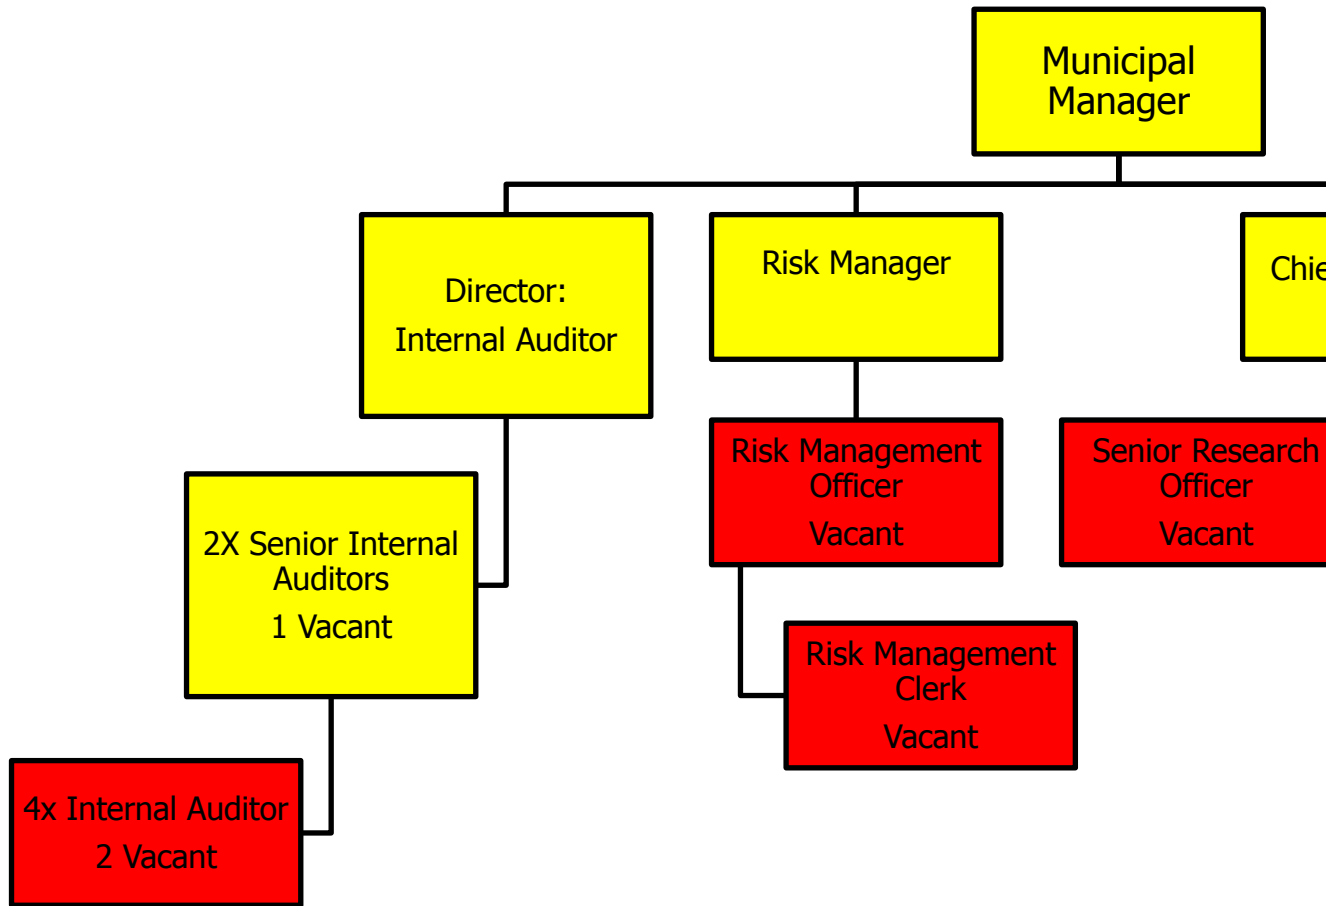 Municipal
Manager
Director:
Internal Auditor
Risk Manager
2X Senior Internal
Auditors
1 Vacant
Risk Management
Officer
Vacant
Senior Research
Officer
Vacant
Risk Management
Clerk
Vacant
4x Internal Auditor
2 Vacant